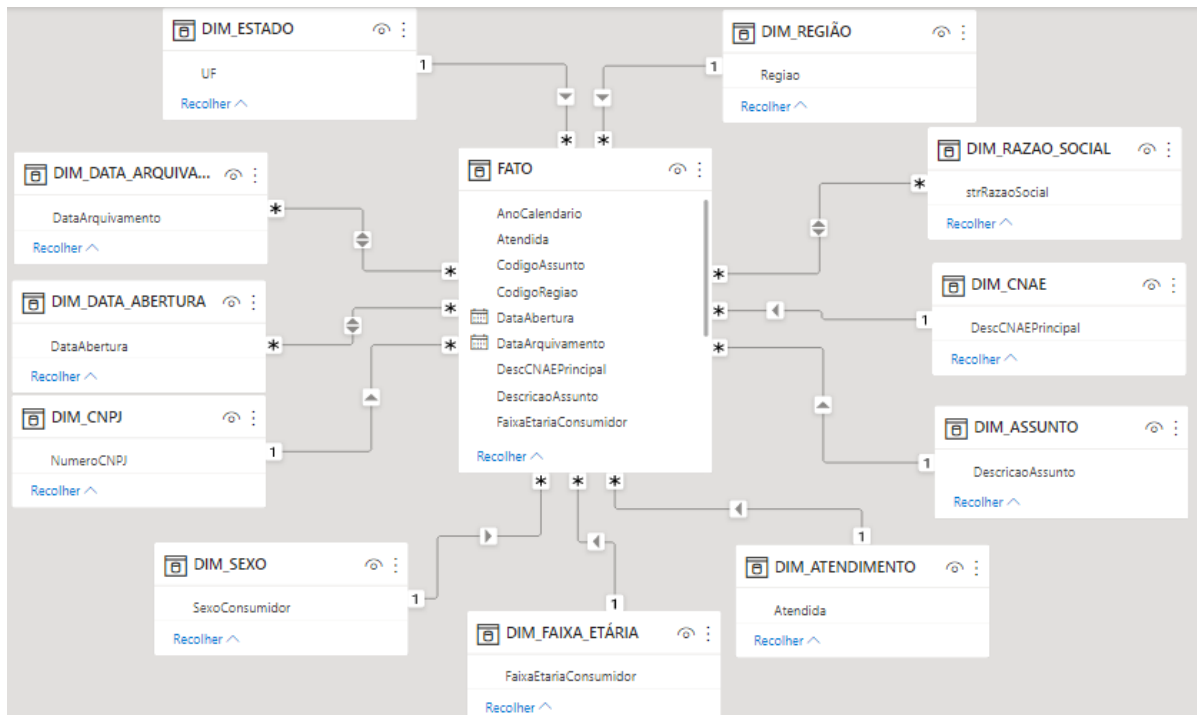 DIM_ESTADO
UF
Recolher
1
DIM_REGIÃO
Regiao
Recolher
1
*
*
DIM_DATA_ARQUIVA...
DataArquivamento
Recolher
*
*
DIM_DATA_ABERTURA
DataAbertura
Recolher
*
*
DIM_CNPJ
NumeroCNPJ
Recolher
1
*
FATO
AnoCalendario
Atendida
CodigoAssunto
CodigoRegiao
DataAbertura
DataArquivamento
DescCNAEPrincipal
DescricaoAssunto
FaixaEtariaConsumidor
Recolher
DIM_RAZAO_SOCIAL
strRazaoSocial
Recolher
*
*
DIM_CNAE
DescCNAEPrincipal
Recolher
1
*
DIM_ASSUNTO
DescricaoAssunto
Recolher
1
*
*
*
*
DIM_SEXO
SexoConsumidor
Recolher
1
DIM_FAIXA_ETÁRIA
FaixaEtariaConsumidor
Recolher
1
DIM_ATENDIMENTO
Atendida
Recolher
1